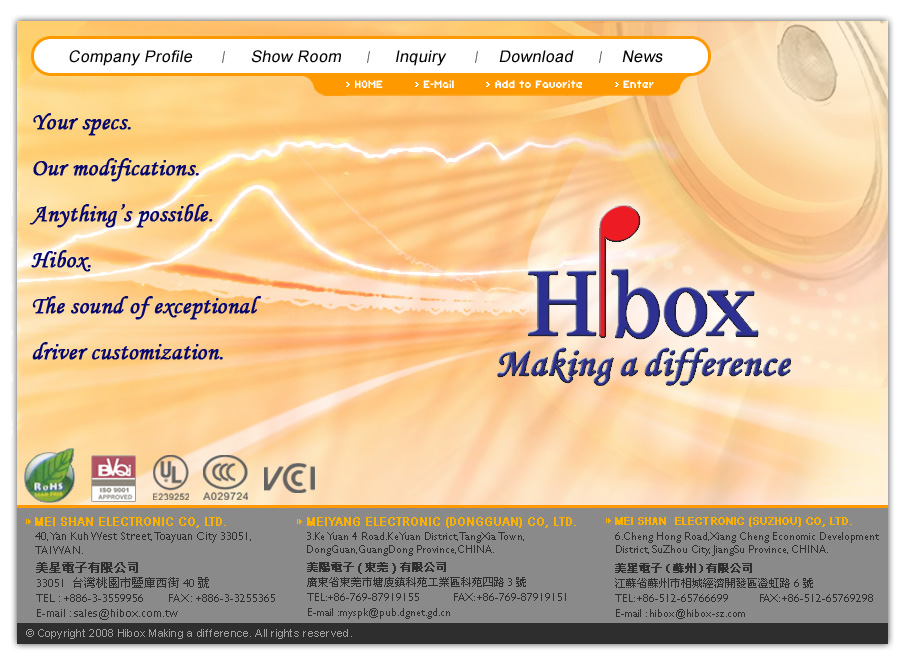 Company Profile | Show Room | Inquiry | Download | News
> HOME > E-Mail > Add to Favorite > Enter
Your specs.
Our modifications.
Anything's possible.
Hibox.
The sound of exceptional
driver customization.
Hibox
Making a difference
RoHS
BVQi
ISO 9001
APPROVED
UL
E239252
CCC
A029724
VCCI
MEI SHAN ELECTRONIC CO, LTD.
40, Yan Kuh West Street, Toayuan City 33051,
TAIWAN.
美星電子有限公司
33051 台灣桃園市鹽庫西街 40 號
TEL : +886-3-3559956 FAX: +886-3-3255365
E-mail : sales@hibox.com.tw
MEIYANG ELECTRONIC (DONGGUAN) CO, LTD.
3.Ke Yuan 4 Road.KeYuan District,TangXia Town,
DongGuan,GuangDong Province,CHINA.
美陽電子 ( 東莞 ) 有限公司
廣東省東莞市塘廈鎮科苑工業區科苑四路 3 號
TEL:+86-769-87919155 FAX:+86-769-87919151
E-mail :myspk@pub.dgnet.gd.cn
MEI SHAN ELECTRONIC (SUZHOU) CO, LTD.
6.Cheng Hong Road,Xiang Cheng Economic Development
District, SuZhou City, JiangSu Province, CHINA.
美星電子 ( 蘇州 ) 有限公司
江蘇省蘇州市相城經濟開發區 虹路 6 號
TEL:+86-512-65766699 FAX:+86-512-65769298
E-mail : hibox@hibox-sz.com
© Copyright 2008 Hibox Making a difference. All rights reserved.